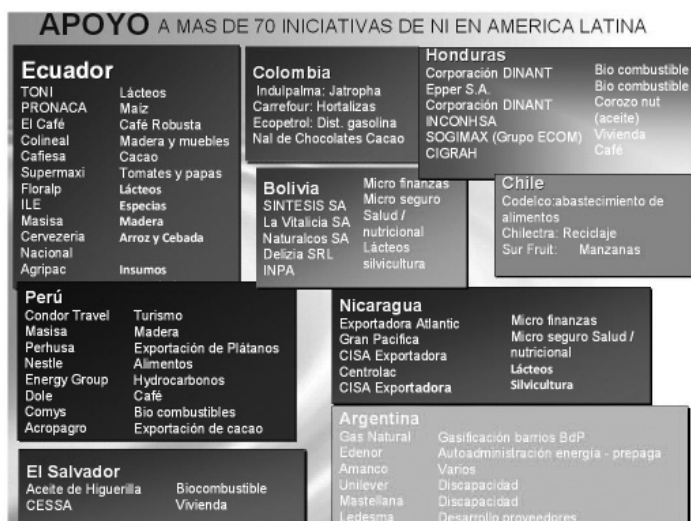 APOYO A MAS DE 70 INICIATIVAS DE NI EN AMERICA LATINA
Ecuador
TONI Lácteos
PRONACA Maiz
El Café Café Robusta
Colineal Madera y muebles
Cafiesa Cacao
Supermaxi Tomates y papas
Floralp Lácteos
ILE Especias
Masisa Madera
Cervezeria Arroz y Cebada
Nacional
Agripac Insumos
Colombia
Indulpalma: Jatropha
Carrefour: Hortalizas
Ecopetrol: Dist. gasolina
Nal de Chocolates Cacao
Honduras
Corporación DINANT Bio combustible
Epper S.A. Bio combustible
Corporación DINANT Corozo nut
INCONHSA (aceite)
SOGIMAX (Grupo ECOM) Vivienda
CIGRAH Café
Bolivia Micro finanzas
SINTESIS SA Micro seguro
La Vitalicia SA Salud /
Naturalcos SA nutricional
Delizia SRL Lácteos
INPA silvicultura
Chile
Codelco:abastecimiento de
alimentos
Chilectra: Reciclaje
Sur Fruit: Manzanas
Perú
Condor Travel Turismo
Masisa Madera
Perhusa Exportación de Plátanos
Nestle Alimentos
Energy Group Hydrocarbonos
Dole Café
Comys Bio combustibles
Acropagro Exportación de cacao
Nicaragua
Exportadora Atlantic Micro finanzas
Gran Pacifica Micro seguro Salud /
CISA Exportadora nutricional
Centrolac Lácteos
CISA Exportadora Silvicultura
El Salvador
Aceite de Higuerilla Biocombustible
CESSA Vivienda
Argentina
Gas Natural Gasificación barrios BdP
Edenor Autoadministración energía - prepaga
Amanco Varios
Unilever Discapacidad
Mastellana Discapacidad
Ledesma Desarrollo proveedores